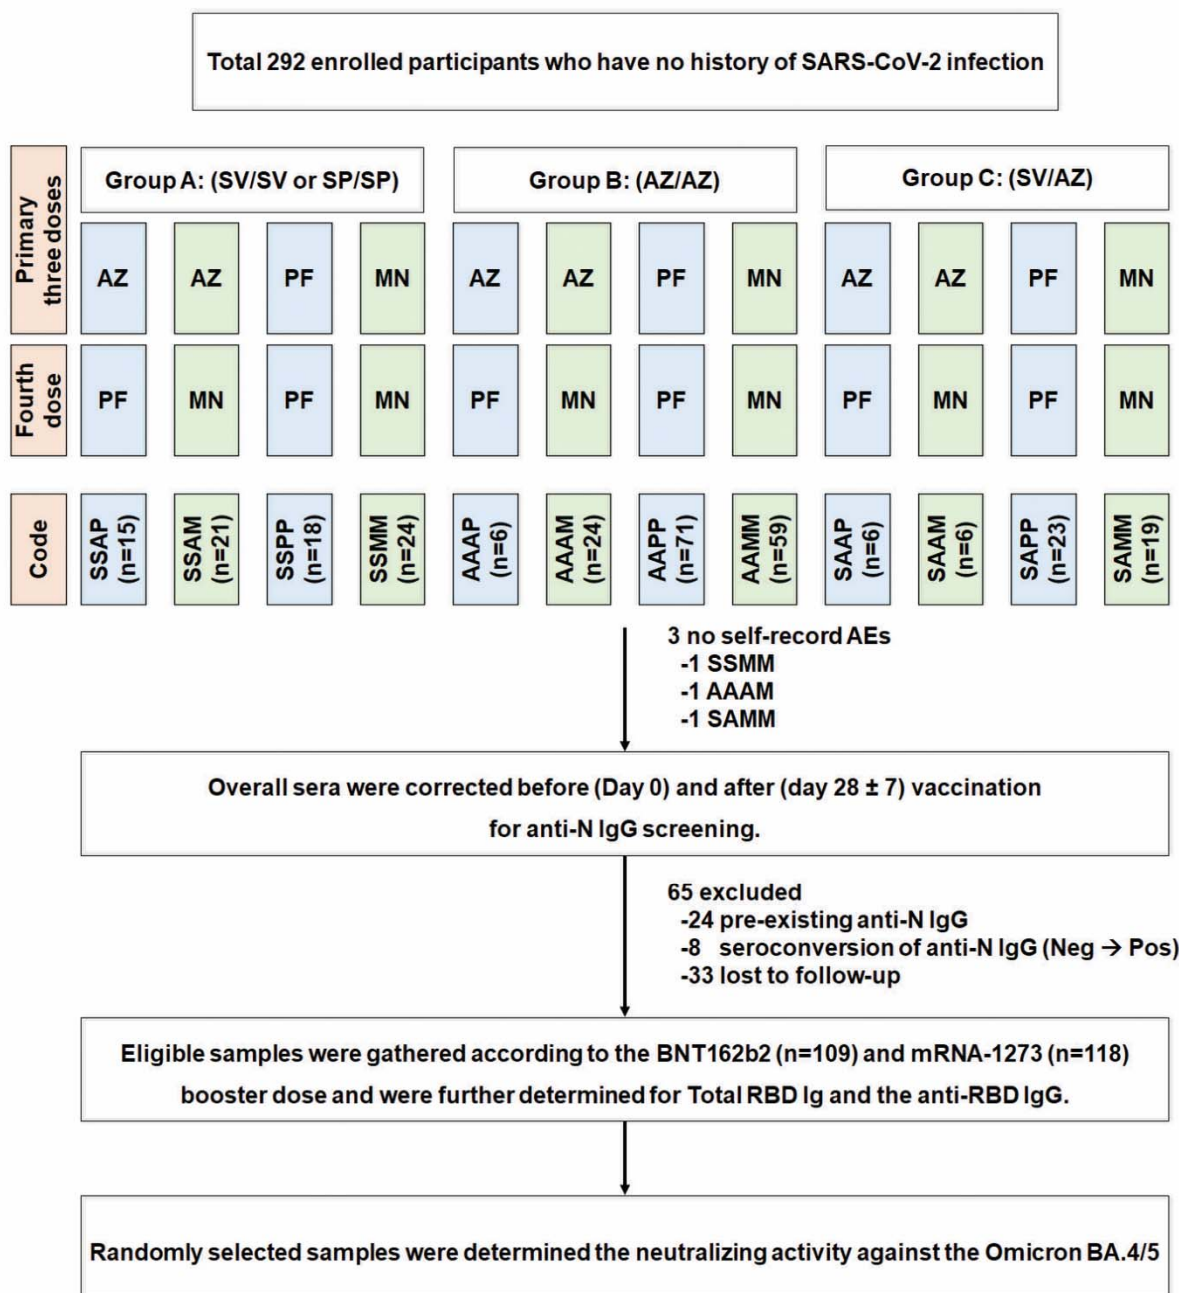 Total 292 enrolled participants who have no history of SARS-CoV-2 infection
Primary
three doses
Group A: (SV/SV or SP/SP)
Group B: (AZ/AZ)
Group C: (SV/AZ)
AZ
AZ
PF
MN
AZ
AZ
PF
MN
AZ
AZ
PF
MN
Fourth
dose
PF
MN
PF
MN
PF
MN
PF
MN
PF
MN
PF
MN
Code
SSAP
(n=15)
SSAM
(n=21)
SSPP
(n=18)
SSMM
(n=24)
AAAP
(n=6)
AAAM
(n=24)
AAPP
(n=71)
AAMM
(n=59)
SAAP
(n=6)
SAAM
(n=6)
SAPP
(n=23)
SAMM
(n=19)
3 no self-record AEs
-1 SSMM
-1 AAAM
-1 SAMM
Overall sera were corrected before (Day 0) and after (day 28 ± 7) vaccination
for anti-N IgG screening.
65 excluded
-24 pre-existing anti-N IgG
-8 seroconversion of anti-N IgG (Neg → Pos)
-33 lost to follow-up
Eligible samples were gathered according to the BNT162b2 (n=109) and mRNA-1273 (n=118)
booster dose and were further determined for Total RBD Ig and the anti-RBD IgG.
Randomly selected samples were determined the neutralizing activity against the Omicron BA.4/5